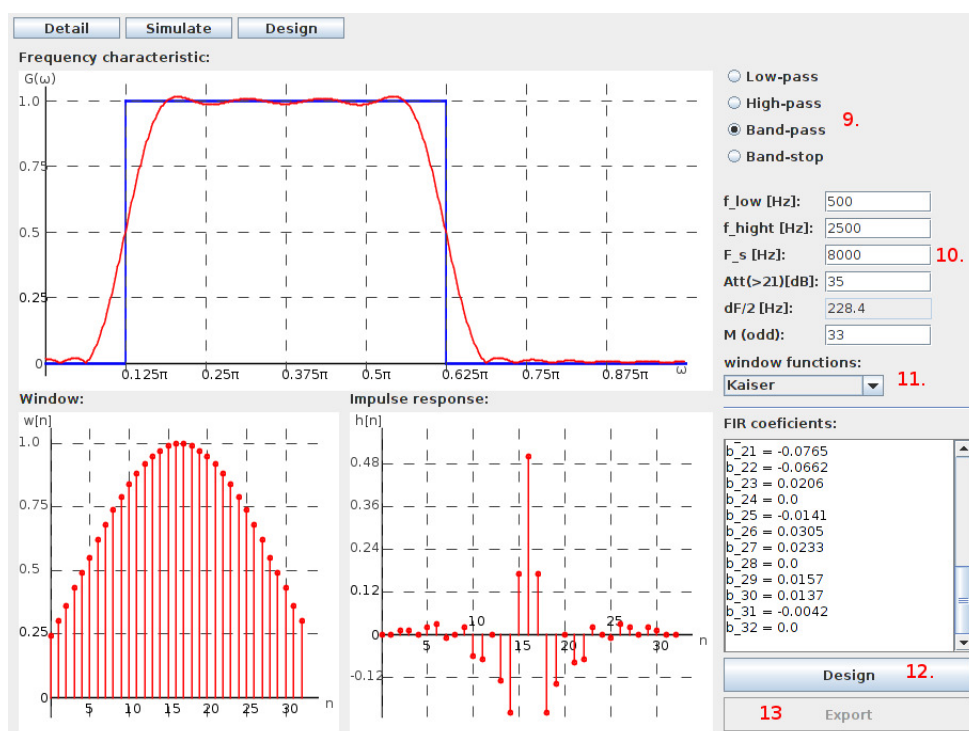 Detail Simulate Design
Frequency characteristic:
G(ω)
1.0
0.75
0.5
0.25
0
0.125π 0.25π 0.375π 0.5π 0.625π 0.75π 0.875π ω
Low-pass
High-pass
Band-pass
Band-stop
9.
f_low [Hz]: 500
f_hight [Hz]: 2500
F_s [Hz]: 8000
10.
Att(>21)[dB]: 35
dF/2 [Hz]: 228.4
M (odd): 33
window functions:
Kaiser
11.
Window:
w[n]
1.0
0.75
0.5
0.25
0
5 10 15 20 25 30 n
Impulse response:
h[n]
0.48
0.36
0.24
0.12
0
-0.12
5 10 15 20 25 30 n
FIR coeficients:
b_21 = -0.0765
b_22 = -0.0662
b_23 = 0.0206
b_24 = 0.0
b_25 = -0.0141
b_26 = 0.0305
b_27 = 0.0233
b_28 = 0.0
b_29 = 0.0157
b_30 = 0.0137
b_31 = -0.0042
b_32 = 0.0
Design 12.
13 Export